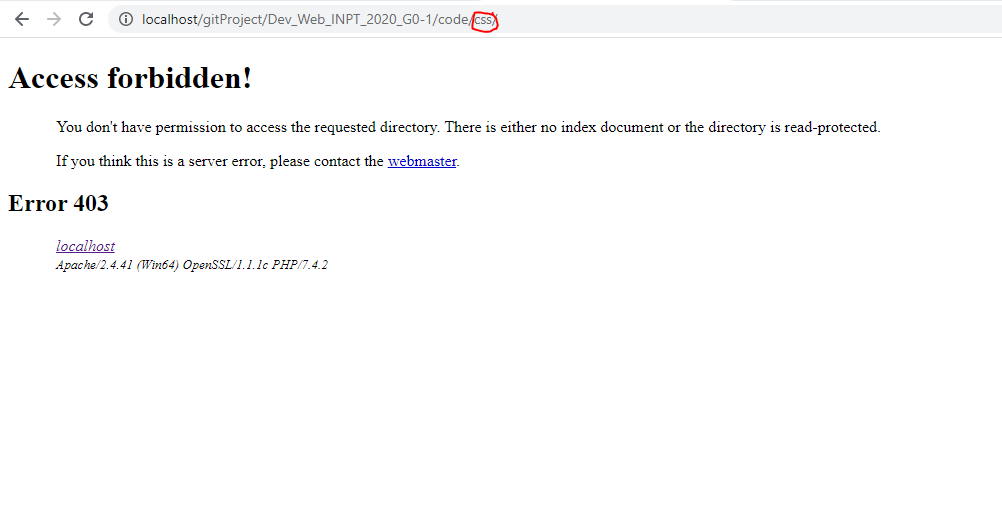 localhost/gitProject/Dev_Web_INPT_2020_G0-1/code/css/
Access forbidden!
You don't have permission to access the requested directory. There is either no index document or the directory is read-protected.
If you think this is a server error, please contact the webmaster.
Error 403
localhost
Apache/2.4.41 (Win64) OpenSSL/1.1.1c PHP/7.4.2